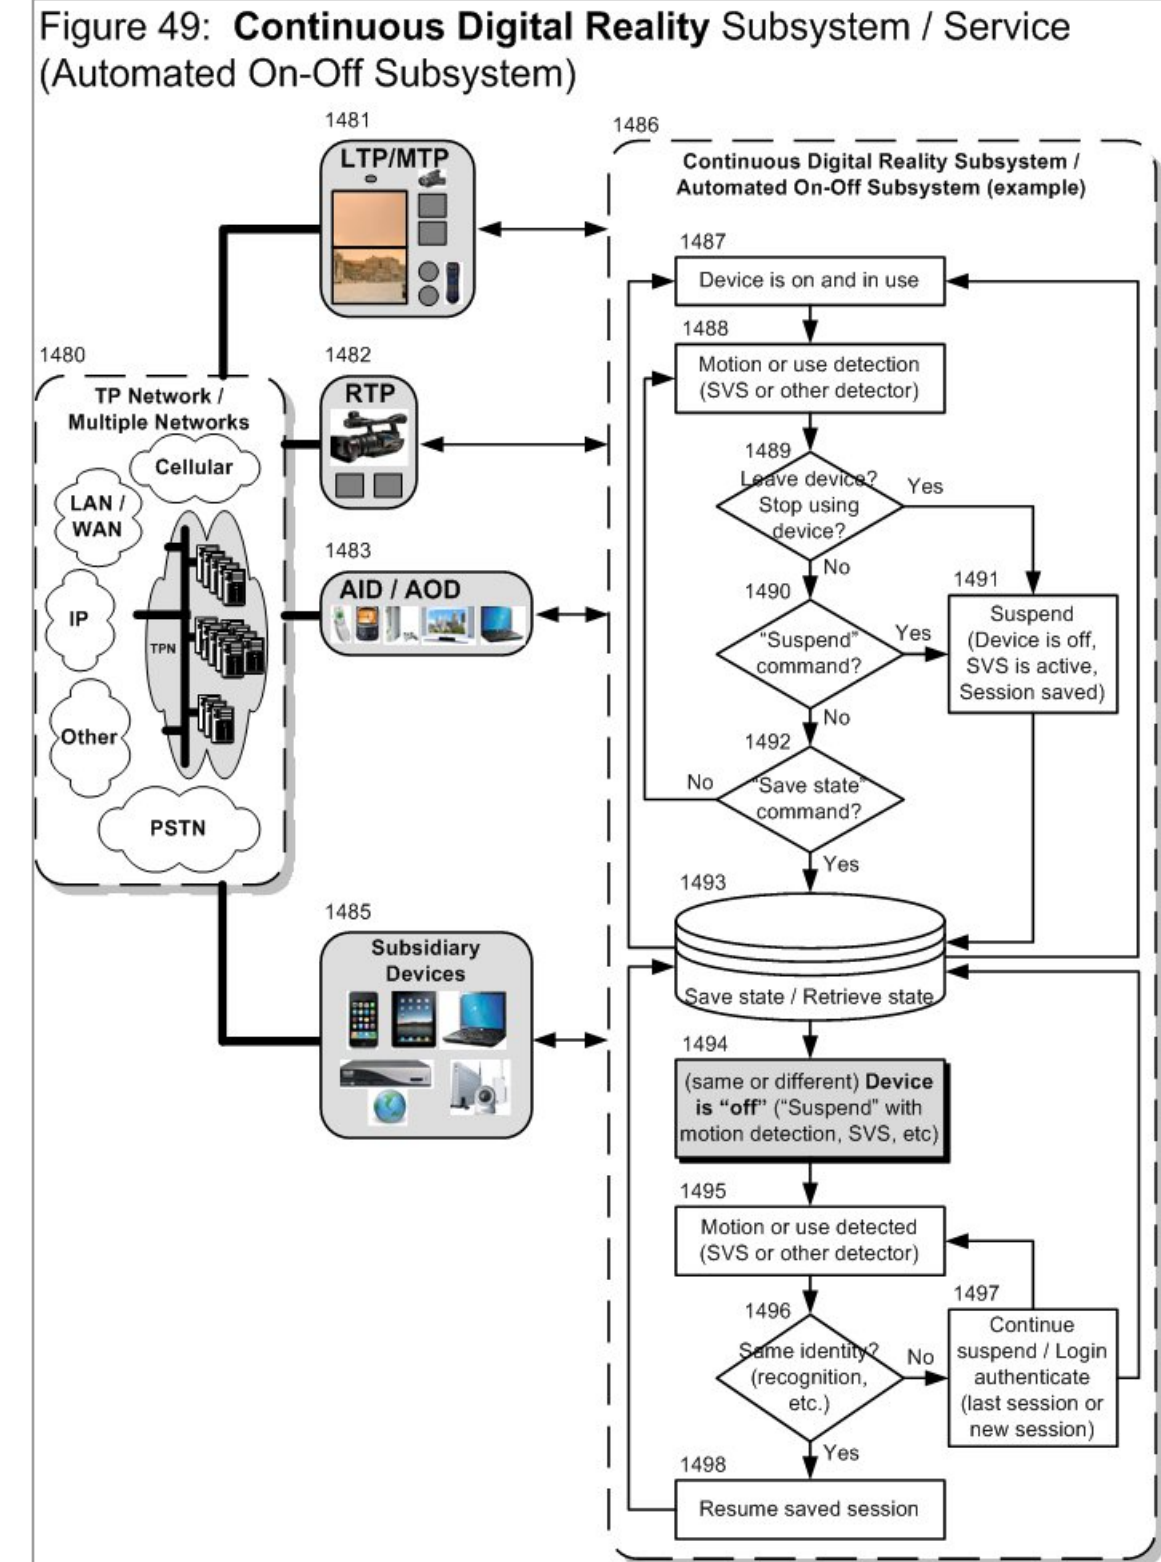 Figure 49: Continuous Digital Reality Subsystem / Service
(Automated On-Off Subsystem)
1481
LTP/MTP
1480
TP Network /
Multiple Networks
Cellular
LAN /
WAN
IP
TPN
Other
PSTN
1482
RTP
1483
AID / AOD
1485
Subsidiary
Devices
1486
Continuous Digital Reality Subsystem /
Automated On-Off Subsystem (example)
1487
Device is on and in use
1488
Motion or use detection
(SVS or other detector)
1489
Leave device?
Stop using
device?
Yes
No
1490
"Suspend"
command?
Yes
No
1491
Suspend
(Device is off,
SVS is active,
Session saved)
1492
"Save state"
command?
No
Yes
1493
Save state / Retrieve state
1494
(same or different) Device
is "off" ("Suspend" with
motion detection, SVS, etc)
1495
Motion or use detected
(SVS or other detector)
1496
Same identity?
(recognition,
etc.)
No
Yes
1497
Continue
suspend / Login
authenticate
(last session or
new session)
1498
Resume saved session